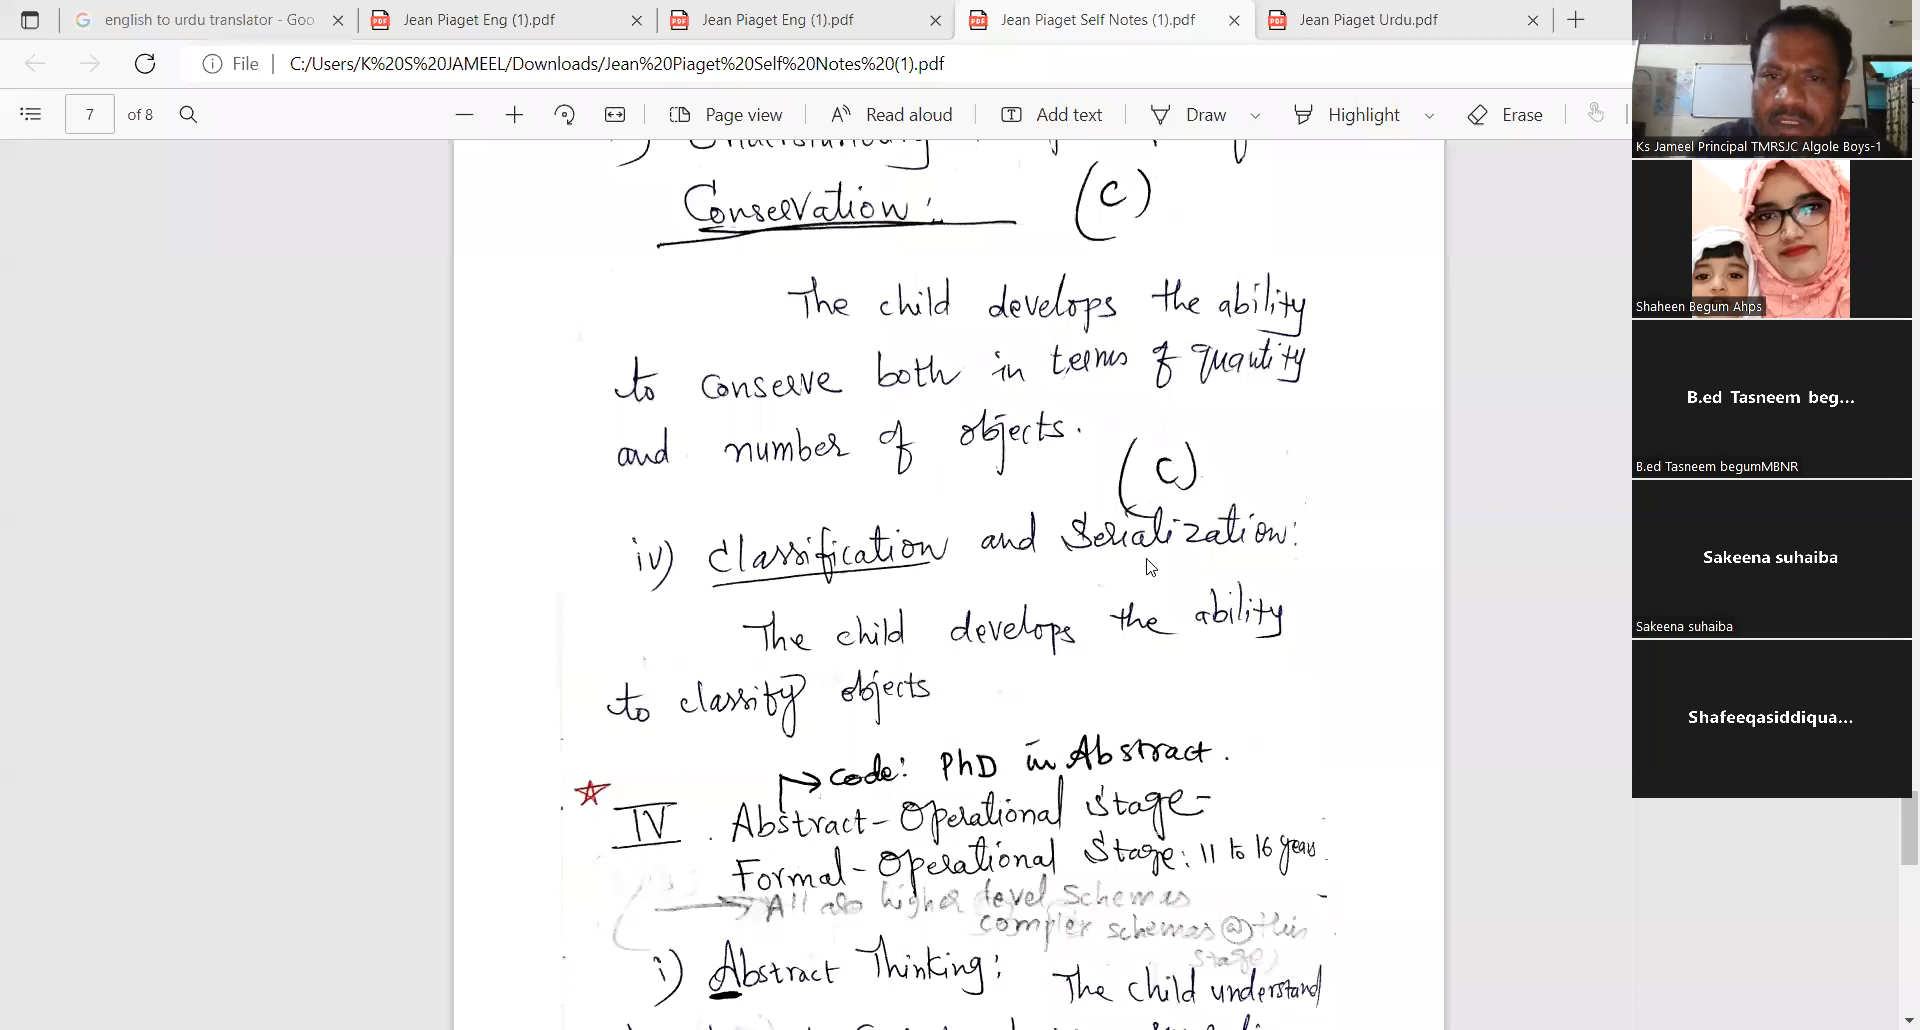 english to urdu translator - Goo
Jean Piaget Eng (1).pdf
Jean Piaget Eng (1).pdf
Jean Piaget Self Notes (1).pdf
Jean Piaget Urdu.pdf
File
C:/Users/K%20S%20JAMEEL/Downloads/Jean%20Piaget%20Self%20Notes%20(1).pdf
7 of 8
Page view
Read aloud
Add text
Draw
Highlight
Erase
Conservation: (C)
The child develops the ability
to conserve both in terms of quantity
and number of objects.
(C)
iv) Classification and Serialization:
The child develops the ability
to classify objects
Code: PhD in Abstract.
IV. Abstract-Operational Stage-
Formal-Operational Stage: 11 to 16 years
All do higher level schemas
complex schemas @ this
stage)
i) Abstract Thinking: The child understand
Ks Jameel Principal TMRSJC Algole Boys-1
Shaheen Begum Ahps
B.ed Tasneem beg...
B.ed Tasneem begumMBNR
Sakeena suhaiba
Sakeena suhaiba
Shafeeqasiddiqua...